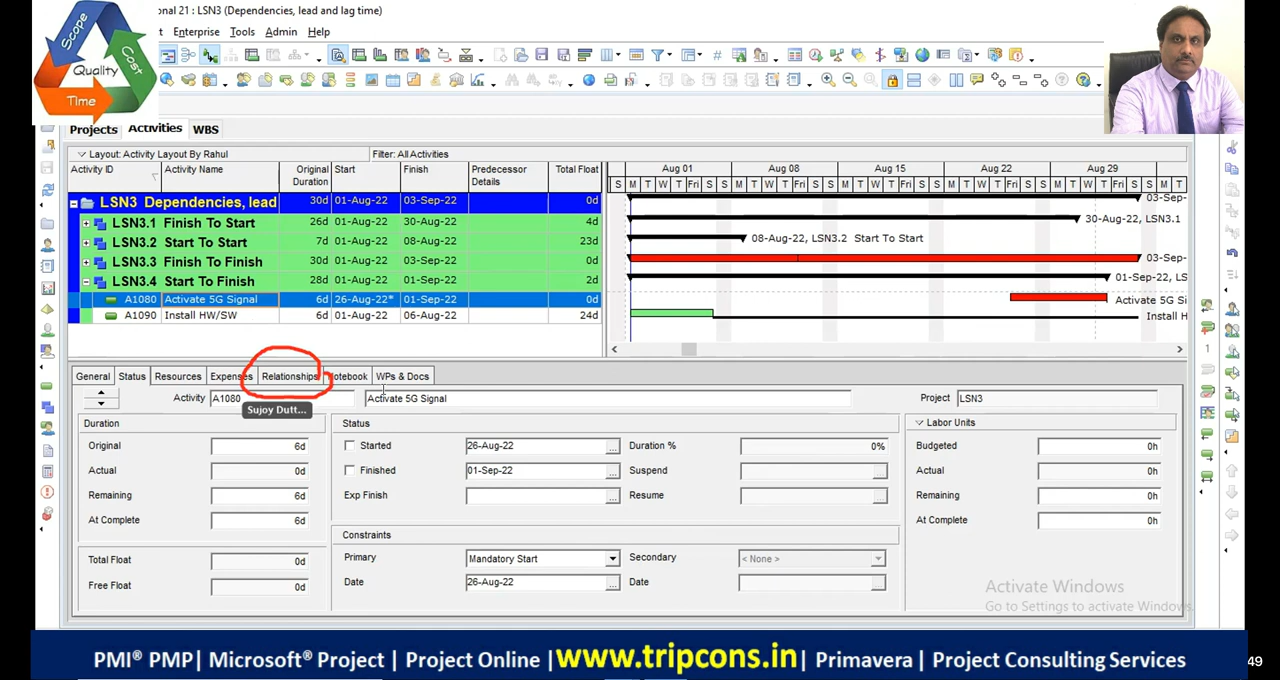 onal 21 : LSN3 (Dependencies, lead and lag time)
t Enterprise Tools Admin Help
Scope
Cost
Quality
Time
Projects Activities WBS
Layout: Activity Layout By Rahul Filter: All Activities
Activity ID Activity Name Original Duration Start Finish Predecessor Details Total Float
Aug 01 Aug 08 Aug 15 Aug 22 Aug 29
S M T W T Fri S S M T W T Fri S S M T W T Fri S S M T W T Fri S S M T W T Fri S S M T
LSN3 Dependencies, lead 30d 01-Aug-22 03-Sep-22 0d 03-Sep-
LSN3.1 Finish To Start 26d 01-Aug-22 30-Aug-22 4d 30-Aug-22, LSN3.1
LSN3.2 Start To Start 7d 01-Aug-22 08-Aug-22 23d 08-Aug-22, LSN3.2 Start To Start
LSN3.3 Finish To Finish 30d 01-Aug-22 03-Sep-22 0d 03-Sep-
LSN3.4 Start To Finish 28d 01-Aug-22 01-Sep-22 2d 01-Sep-22, LS
A1080 Activate 5G Signal 6d 26-Aug-22* 01-Sep-22 0d Activate 5G Si
A1090 Install HW/SW 6d 01-Aug-22 06-Aug-22 24d Install H
General Status Resources Expenses Relationships otebook WPs & Docs
Activity A1080 Activate 5G Signal Project LSN3
Sujoy Dutt...
Duration Status Labor Units
Original 6d Started 26-Aug-22 ... Duration % 0% Budgeted 0h
Actual 0d Finished 01-Sep-22 ... Suspend ... Actual 0h
Remaining 6d Exp Finish ... Resume ... Remaining 0h
At Complete 6d At Complete 0h
Constraints
Total Float 0d Primary Mandatory Start Secondary < None >
Free Float 0d Date 26-Aug-22 ... Date ...
Activate Windows
Go to Settings to activate Windows.
PMI® PMP| Microsoft® Project | Project Online |www.tripcons.in| Primavera | Project Consulting Services
49